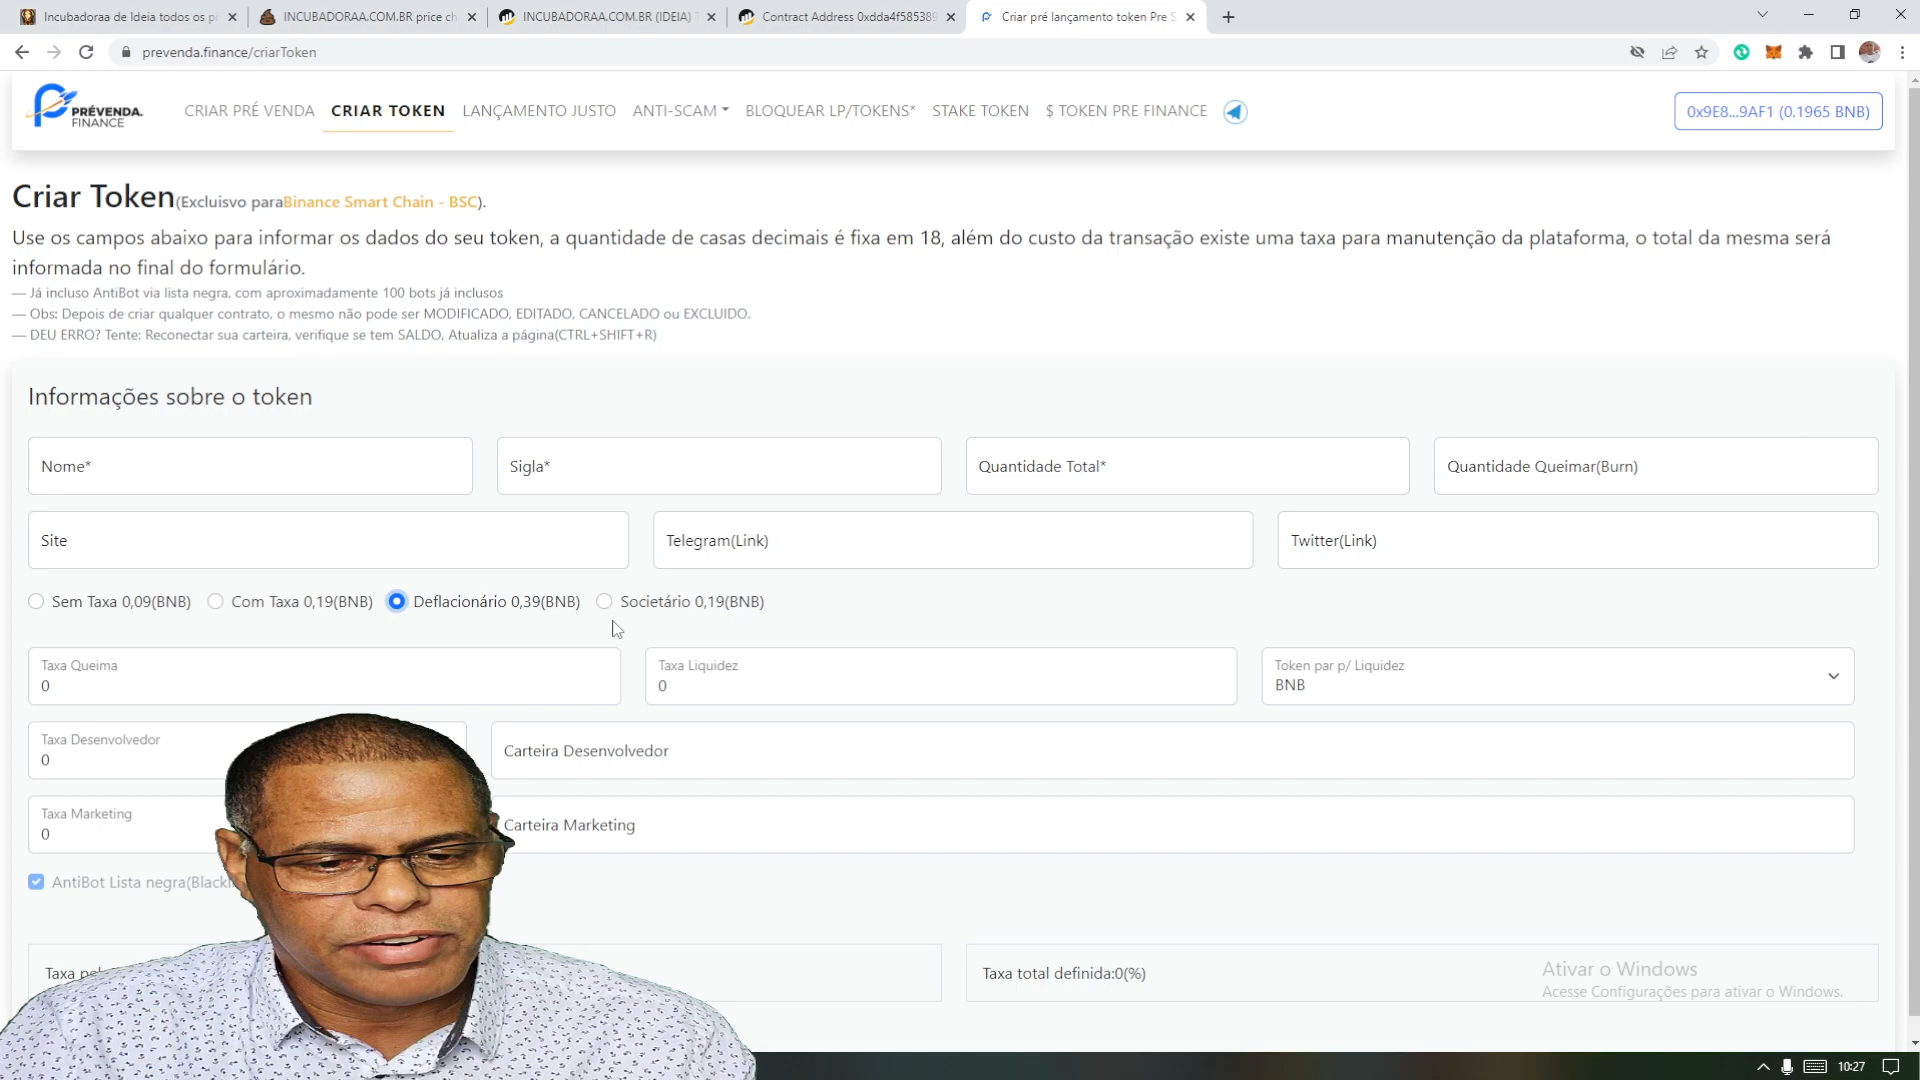 Incubadoraa de Ideia todos os p
INCUBADORAA.COM.BR price ch
INCUBADORAA.COM.BR (IDEIA) T
Contract Address 0xdda4f585389
Criar pré lançamento token Pre S
prevenda.finance/criarToken
PRÉVENDA.
FINANCE
CRIAR PRÉ VENDA
CRIAR TOKEN
LANÇAMENTO JUSTO
ANTI-SCAM
BLOQUEAR LP/TOKENS*
STAKE TOKEN
$ TOKEN PRE FINANCE
0x9E8...9AF1 (0.1965 BNB)
Criar Token(Excluisvo paraBinance Smart Chain - BSC).
Use os campos abaixo para informar os dados do seu token, a quantidade de casas decimais é fixa em 18, além do custo da transação existe uma taxa para manutenção da plataforma, o total da mesma será
informada no final do formulário.
— Já incluso AntiBot via lista negra, com aproximadamente 100 bots já inclusos
— Obs: Depois de criar qualquer contrato, o mesmo não pode ser MODIFICADO, EDITADO, CANCELADO ou EXCLUIDO.
— DEU ERRO? Tente: Reconectar sua carteira, verifique se tem SALDO, Atualiza a página(CTRL+SHIFT+R)
Informações sobre o token
Nome*
Sigla*
Quantidade Total*
Quantidade Queimar(Burn)
Site
Telegram(Link)
Twitter(Link)
Sem Taxa 0,09(BNB)
Com Taxa 0,19(BNB)
Deflacionário 0,39(BNB)
Societário 0,19(BNB)
Taxa Queima
0
Taxa Liquidez
0
Token par p/ Liquidez
BNB
Taxa Desenvolvedor
0
Carteira Desenvolvedor
Taxa Marketing
0
Carteira Marketing
AntiBot Lista negra(Blackl
Taxa
Taxa total definida:0(%)
Ativar o Windows
Acesse Configurações para ativar o Windows.
10:27